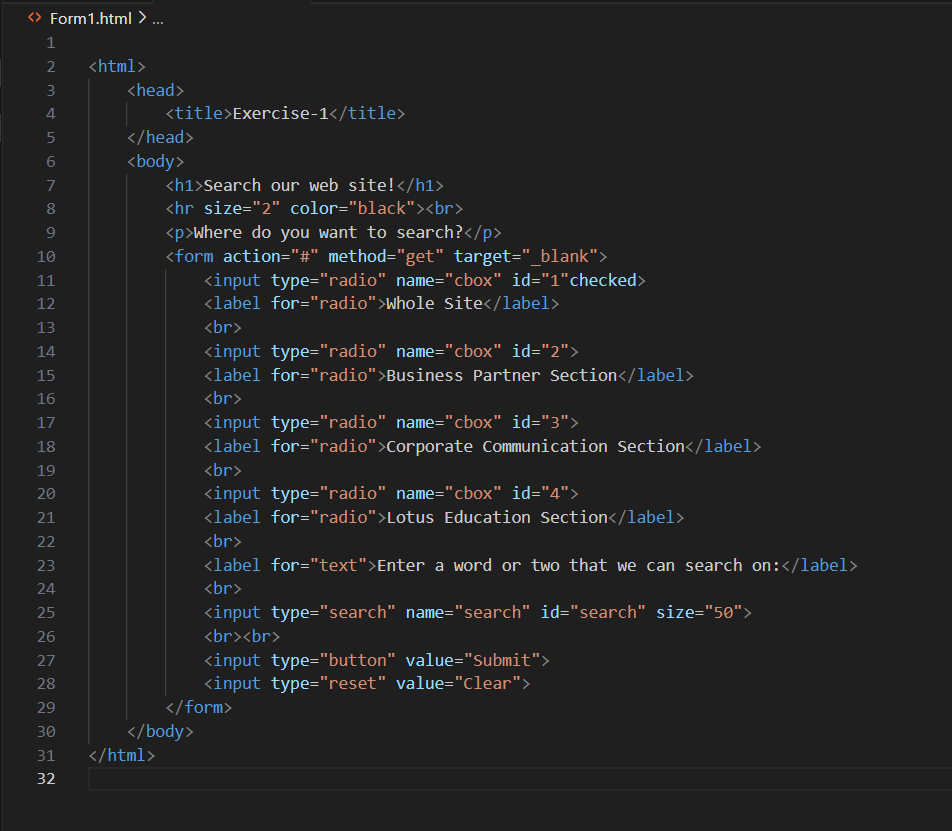 <> Form1.html > ...
1
2 <html>
3     <head>
4         <title>Exercise-1</title>
5     </head>
6     <body>
7         <h1>Search our web site!</h1>
8         <hr size="2" color="black"><br>
9         <p>Where do you want to search?</p>
10         <form action="#" method="get" target="_blank">
11             <input type="radio" name="cbox" id="1"checked>
12             <label for="radio">Whole Site</label>
13             <br>
14             <input type="radio" name="cbox" id="2">
15             <label for="radio">Business Partner Section</label>
16             <br>
17             <input type="radio" name="cbox" id="3">
18             <label for="radio">Corporate Communication Section</label>
19             <br>
20             <input type="radio" name="cbox" id="4">
21             <label for="radio">Lotus Education Section</label>
22             <br>
23             <label for="text">Enter a word or two that we can search on:</label>
24             <br>
25             <input type="search" name="search" id="search" size="50">
26             <br><br>
27             <input type="button" value="Submit">
28             <input type="reset" value="Clear">
29         </form>
30     </body>
31 </html>
32